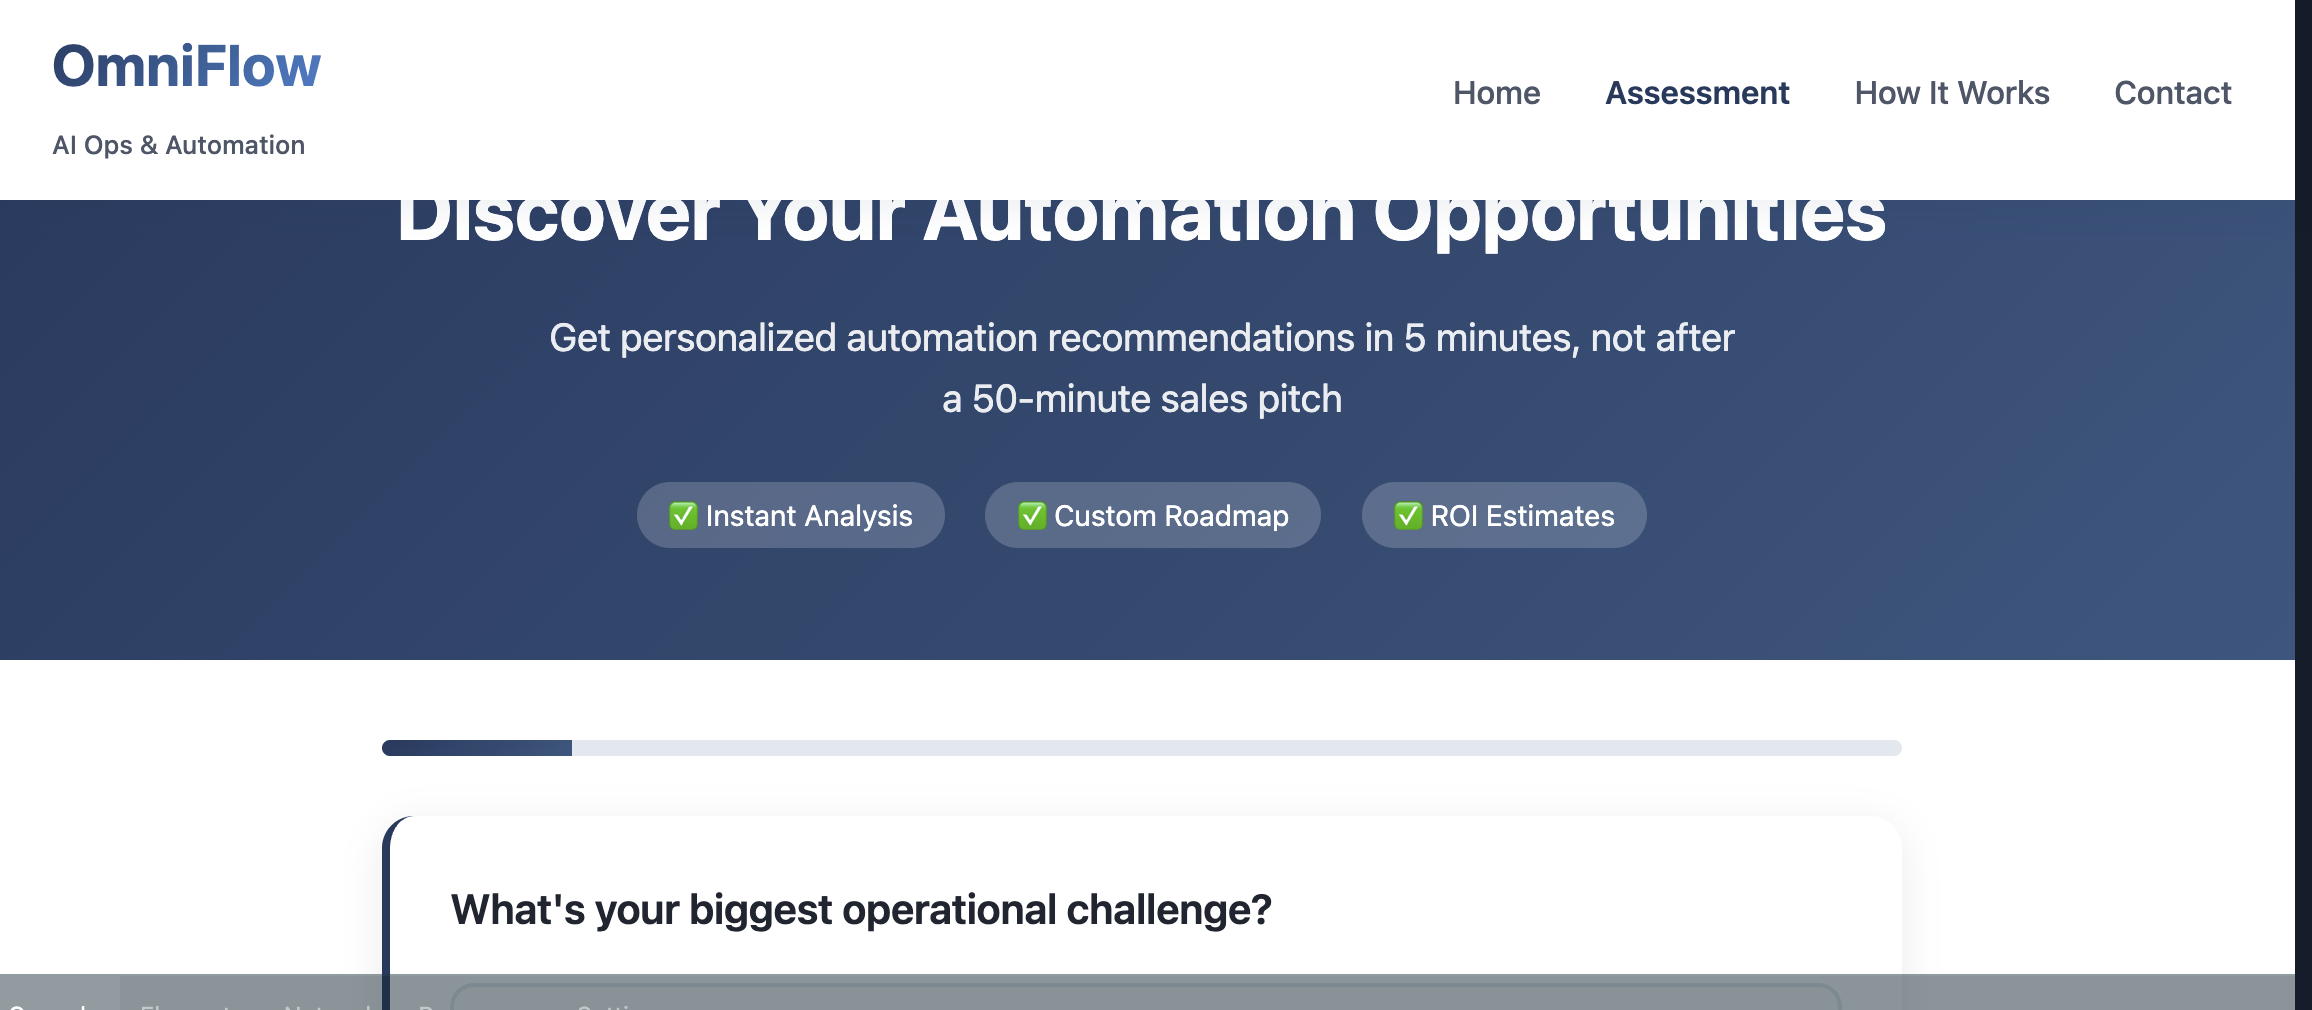 OmniFlow
AI Ops & Automation
Home
Assessment
How It Works
Contact
Discover Your Automation Opportunities
Get personalized automation recommendations in 5 minutes, not after
a 50-minute sales pitch
✅ Instant Analysis
✅ Custom Roadmap
✅ ROI Estimates
What's your biggest operational challenge?